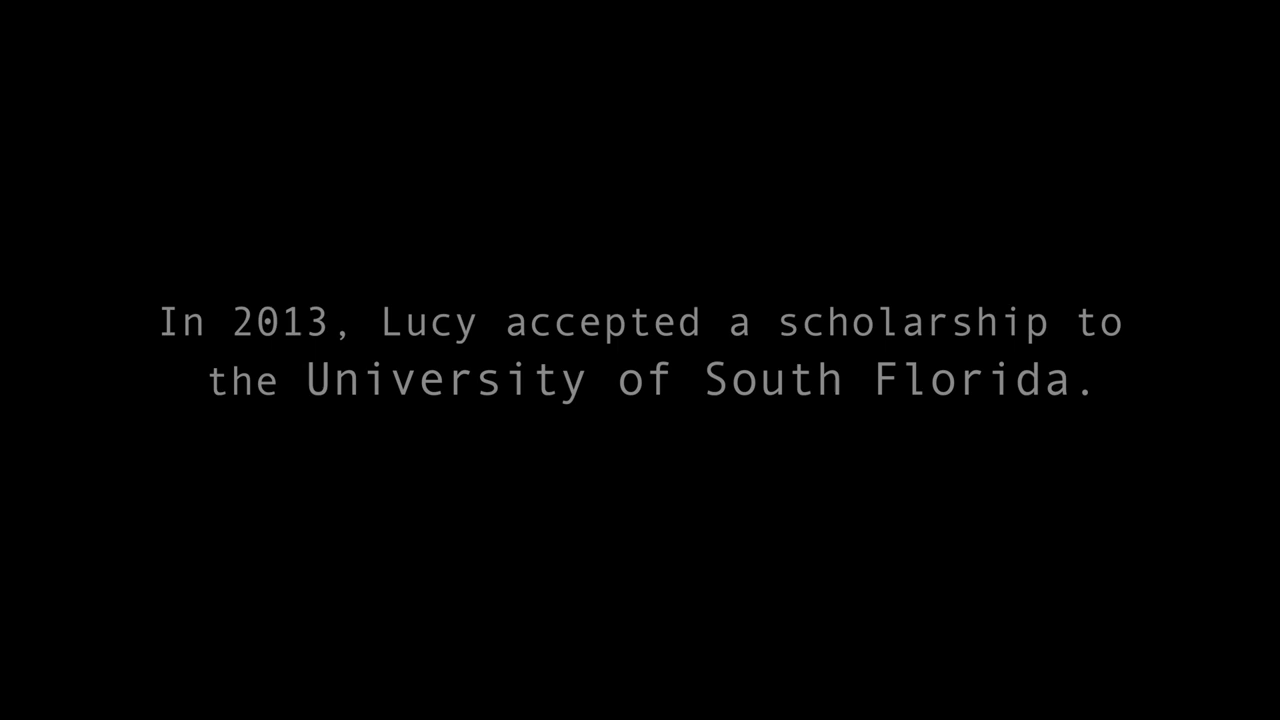 In 2013, Lucy accepted a scholarship to
the University of South Florida.